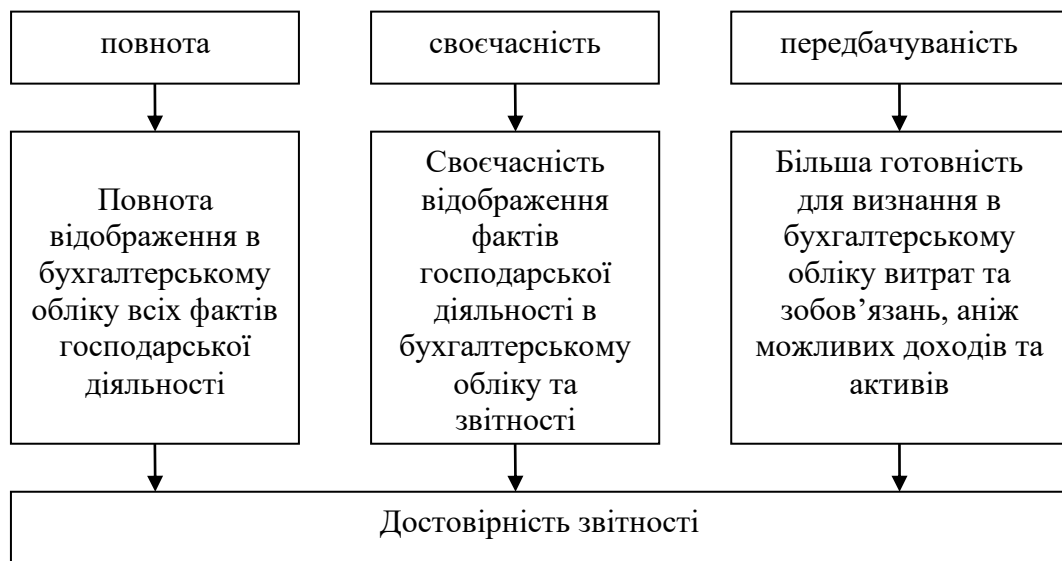 повнота
своєчасність
передбачуваність
Повнота
відображення в
бухгалтерському
обліку всіх фактів
господарської
діяльності
Своєчасність
відображення
фактів
господарської
діяльності в
бухгалтерському
обліку та
звітності
Більша готовність
для визнання в
бухгалтерському
обліку витрат та
зобов’язань, аніж
можливих доходів та
активів
Достовірність звітності